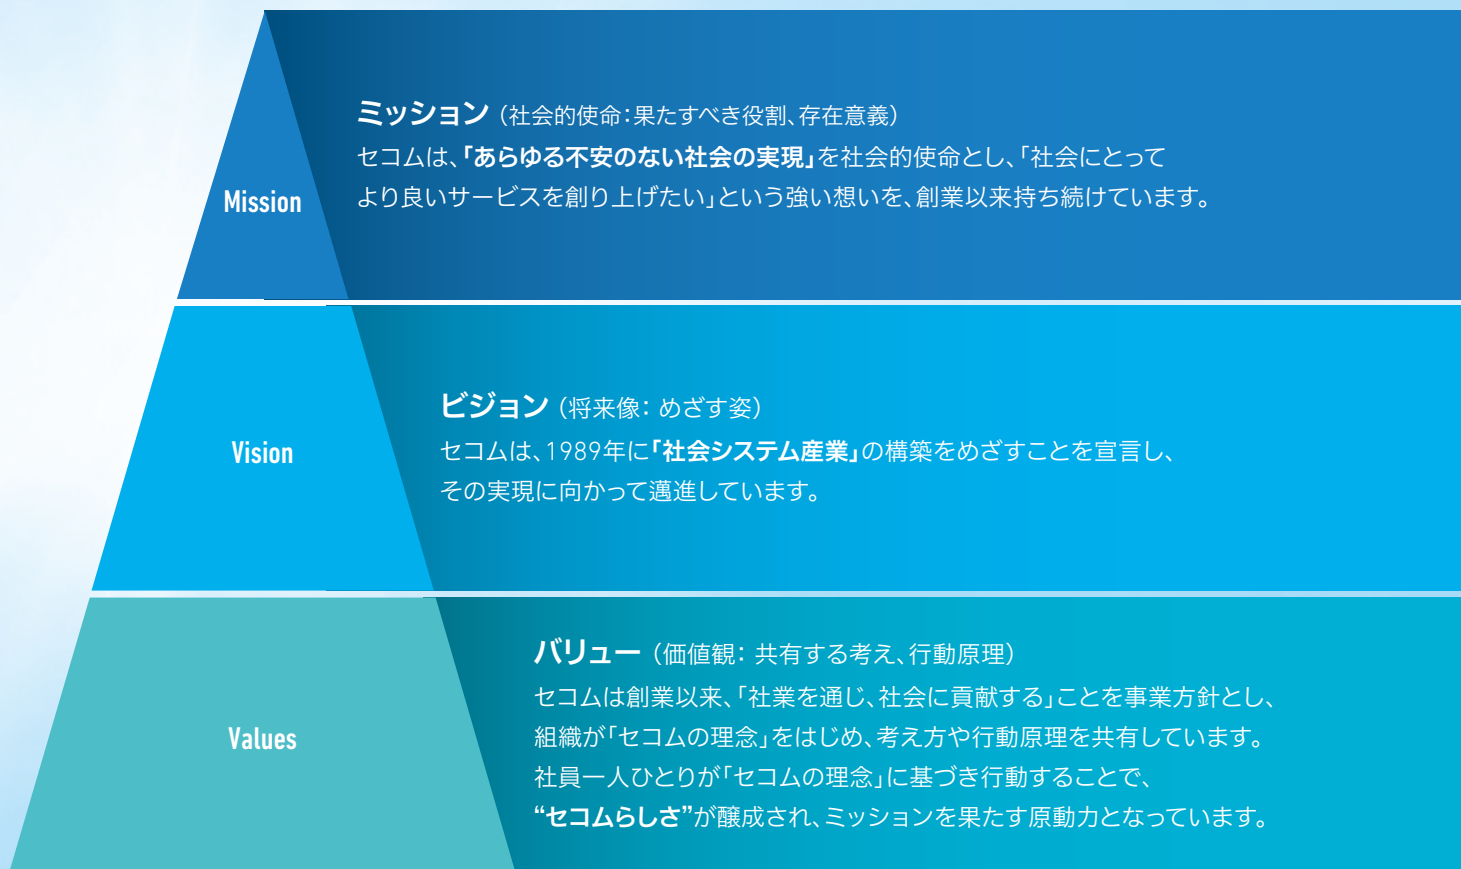 Mission
ミッション（社会的使命：果たすべき役割、存在意義）
セコムは、「あらゆる不安のない社会の実現」を社会的使命とし、「社会にとって
より良いサービスを創り上げたい」という強い想いを、創業以来持ち続けています。
Vision
ビジョン（将来像： めざす姿）
セコムは、1989年に「社会システム産業」の構築をめざすことを宣言し、
その実現に向かって邁進しています。
Values
バリュー（価値観： 共有する考え、行動原理）
セコムは創業以来、「社業を通じ、社会に貢献する」ことを事業方針とし、
組織が「セコムの理念」をはじめ、考え方や行動原理を共有しています。
社員一人ひとりが「セコムの理念」に基づき行動することで、
“セコムらしさ”が醸成され、ミッションを果たす原動力となっています。